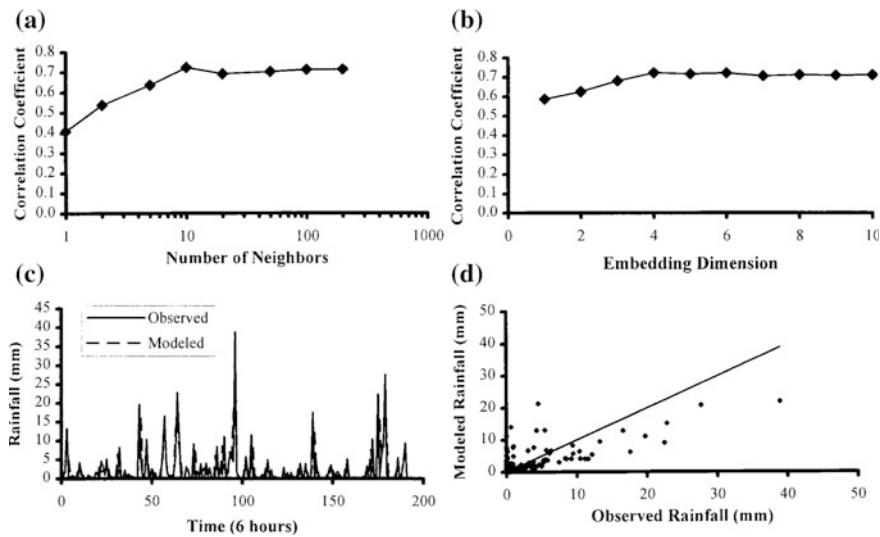 (a)
Correlation Coefficient
0.8
0.7
0.6
0.5
0.4
0.3
0.2
0.1
0.0
1 10 100 1000
Number of Neighbors
(b)
Correlation Coefficient
0.8
0.7
0.6
0.5
0.4
0.3
0.2
0.1
0.0
0 2 4 6 8 10
Embedding Dimension
(c)
Rainfall (mm)
45
40
35
30
25
20
15
10
5
0
Observed
Modeled
0 50 100 150 200
Time (6 hours)
(d)
Modeled Rainfall (mm)
50
40
30
20
10
0
0 10 20 30 40 50
Observed Rainfall (mm)